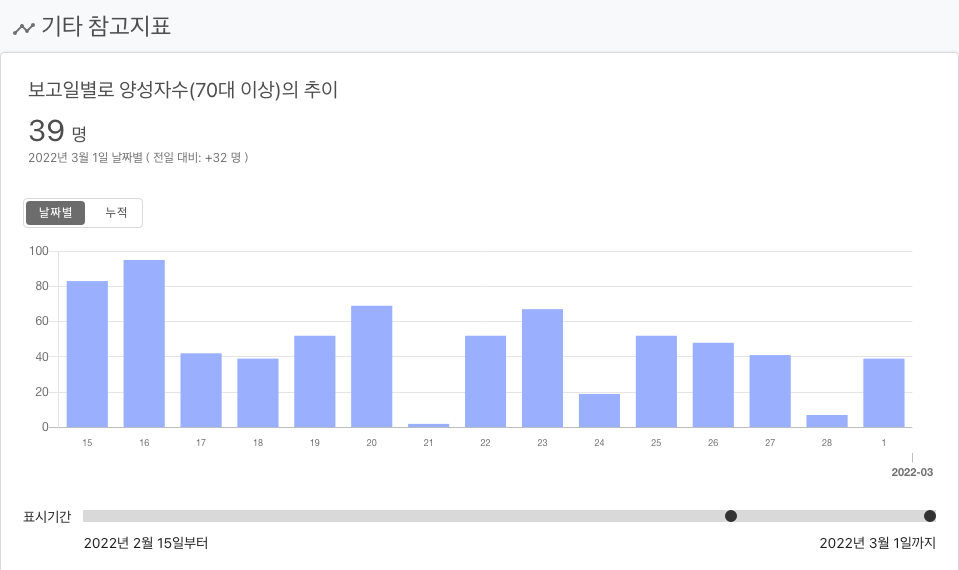 기타 참고지표
보고일별로 양성자수(70대 이상)의 추이
39 명
2022년 3월 1일 날짜별 ( 전일 대비: +32 명 )
날짜별 누적
100
80
60
40
20
0
15 16 17 18 19 20 21 22 23 24 25 26 27 28 1
2022-03
표시기간
2022년 2월 15일부터 2022년 3월 1일까지